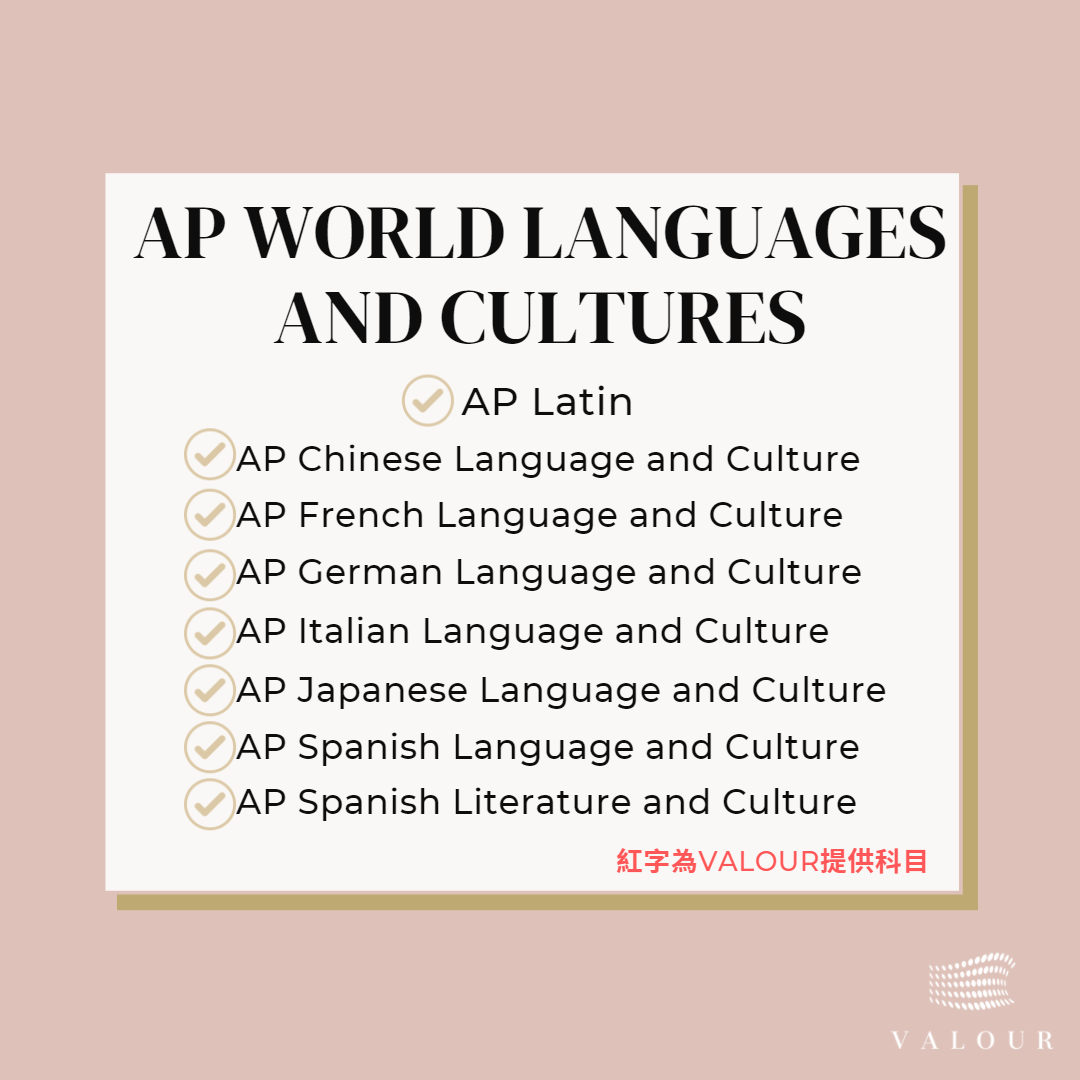 AP WORLD LANGUAGES
AND CULTURES
AP Latin
AP Chinese Language and Culture
AP French Language and Culture
AP German Language and Culture
AP Italian Language and Culture
AP Japanese Language and Culture
AP Spanish Language and Culture
AP Spanish Literature and Culture
紅字為VALOUR提供科目
VALOUR